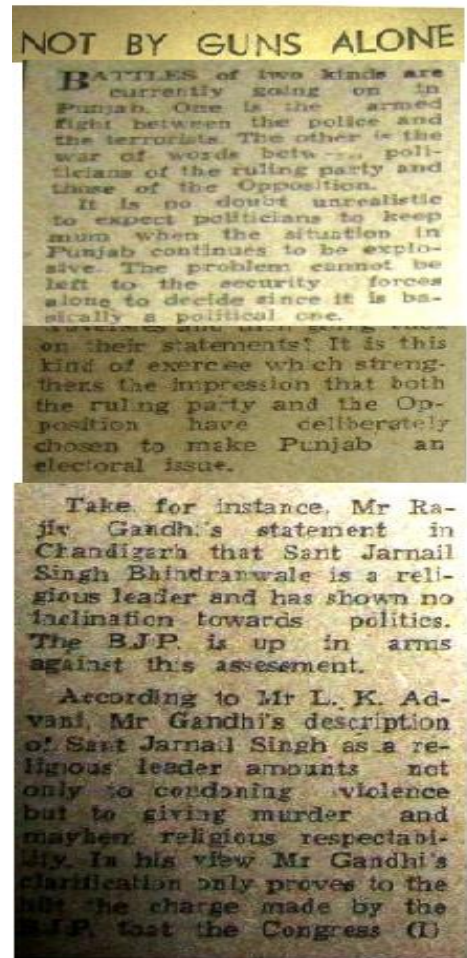 NOT BY GUNS ALONE
BATTLES of two kinds are
currently going on in
Punjab. One is the armed
fight between the police and
the terrorists. The other is the
war of words poli-
ticians of the ruling party and
those of the Opposition.
It is no doubt unrealistic
to expect politicians to keep
mum when the situation in
Punjab continues to be explo-
sive. The problem cannot be
left to the security forces
alone to decide since it is ba-
sically a political one.
on their statements? It is this
kind of exercise which streng-
thens the impression that both
the ruling party and the Op-
position have deliberately
chosen to make Punjab an
electoral issue.
Take, for instance, Mr Ra-
jiv Gandhi's statement in
Chandigarh that Sant Jarnail
Singh Bhindranwale is a reli-
gious leader and has shown no
inclination towards politics.
The B.J.P. is up in arms
against this assessment.
According to Mr L. K. Ad-
vani, Mr Gandhi's description
of Sant Jarnail Singh as a re-
ligious leader amounts not
only to condoning violence
but to giving murder and
mayhem religious respectabi-
lity. In his view Mr Gandhi's
clarification only proves to the
hilt the charge made by the
B.J.P. that the Congress (I)